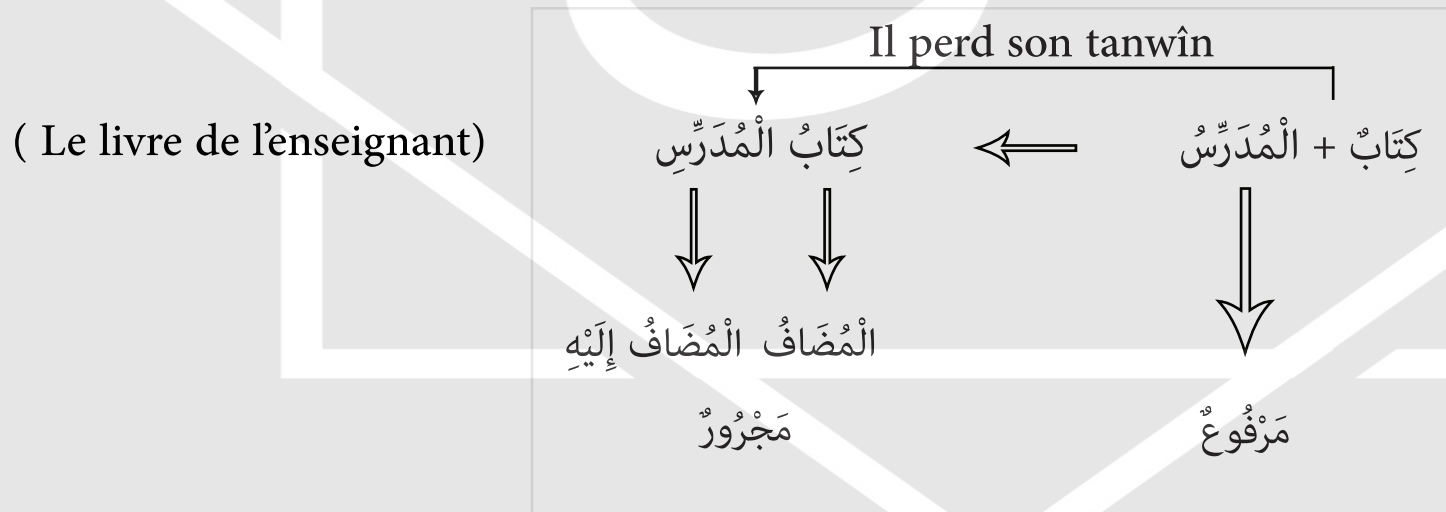 Il perd son tanwîn
كِتَابٌ + الْمُدَرِّسُ
كِتَابُ الْمُدَرِّسِ
( Le livre de l'enseignant)
الْمُضَافُ الْمُضَافُ إِلَيْهِ
مَرْفُوعٌ
مَجْرُورٌ